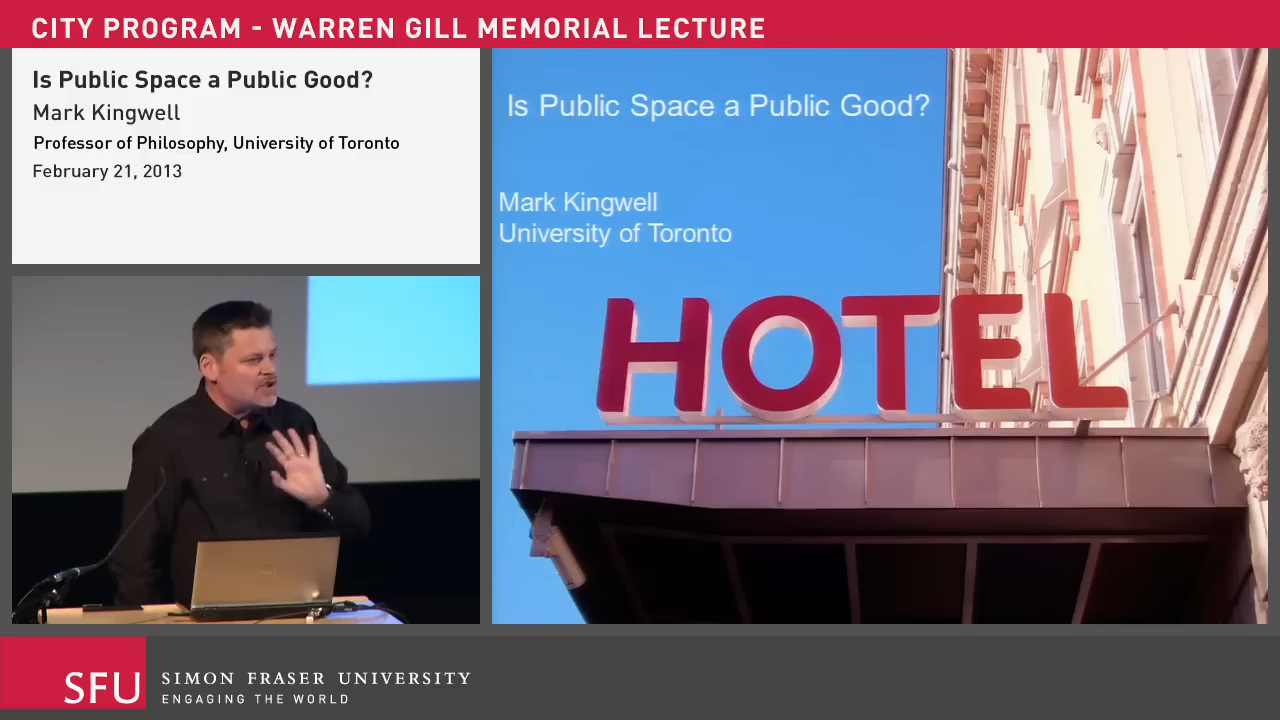 CITY PROGRAM - WARREN GILL MEMORIAL LECTURE
Is Public Space a Public Good?
Mark Kingwell
Professor of Philosophy, University of Toronto
February 21, 2013
Is Public Space a Public Good?
Mark Kingwell
University of Toronto
HOTEL
SFU
SIMON FRASER UNIVERSITY
ENGAGING THE WORLD